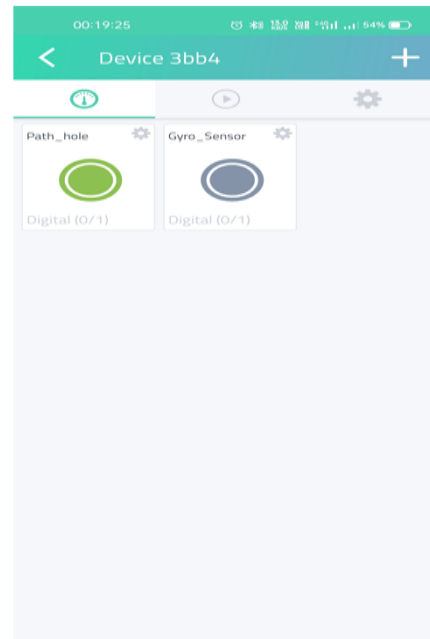 00:19:25
54%
Device 3bb4
Path_hole
Gyro_Sensor
Digital (0/1)
Digital (0/1)